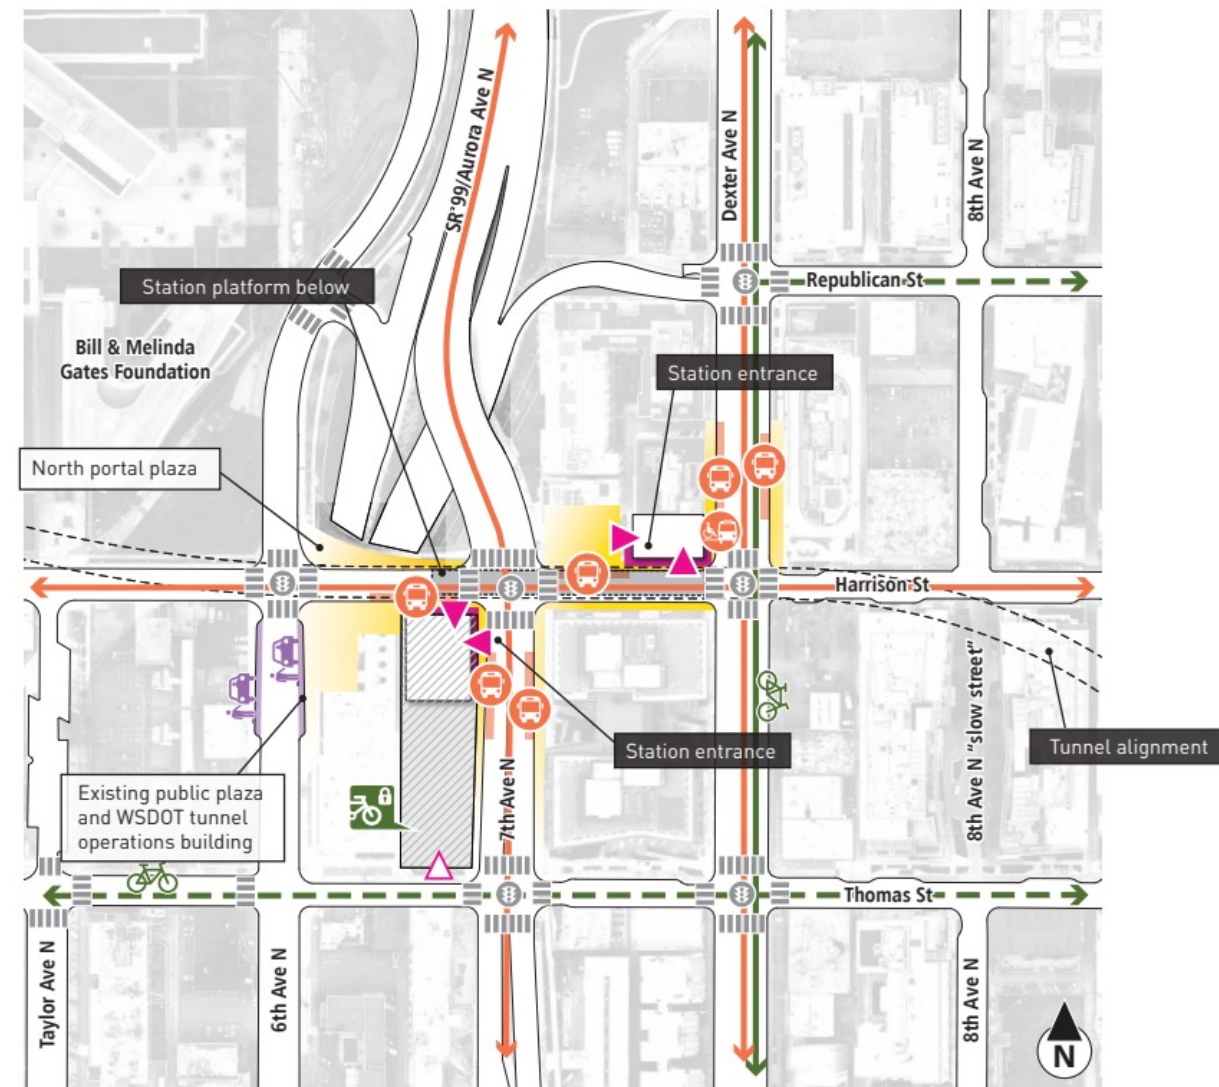 SR 99/Aurora Ave N
Dexter Ave N
8th Ave N
Republican St
Station platform below
Bill & Melinda
Gates Foundation
Station entrance
North portal plaza
Harrison St
8th Ave N "slow street"
Tunnel alignment
Station entrance
7th Ave N
Existing public plaza
and WSDOT tunnel
operations building
Thomas St
Taylor Ave N
6th Ave N
8th Ave N
N